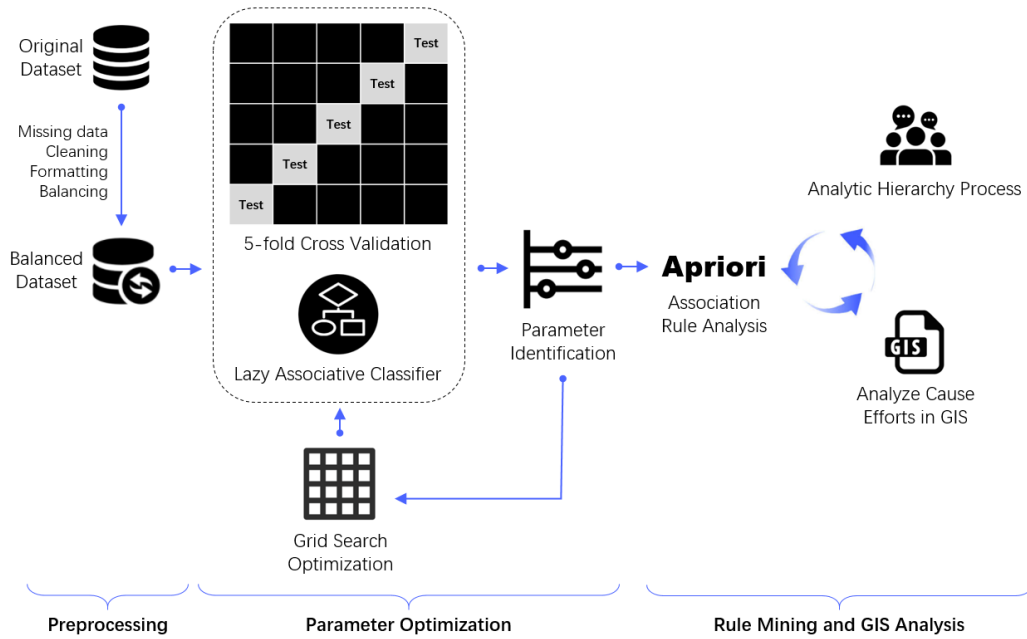 Original
Dataset
Missing data
Cleaning
Formatting
Balancing
Balanced
Dataset
Test
Test
Test
Test
Test
5-fold Cross Validation
Lazy Associative Classifier
Grid Search
Optimization
Parameter
Identification
Apriori
Association
Rule Analysis
Analytic Hierarchy Process
GIS
Analyze Cause
Efforts in GIS
Preprocessing
Parameter Optimization
Rule Mining and GIS Analysis